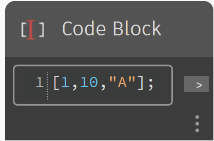 [I] Code Block
1 [1,10,"A"];
>